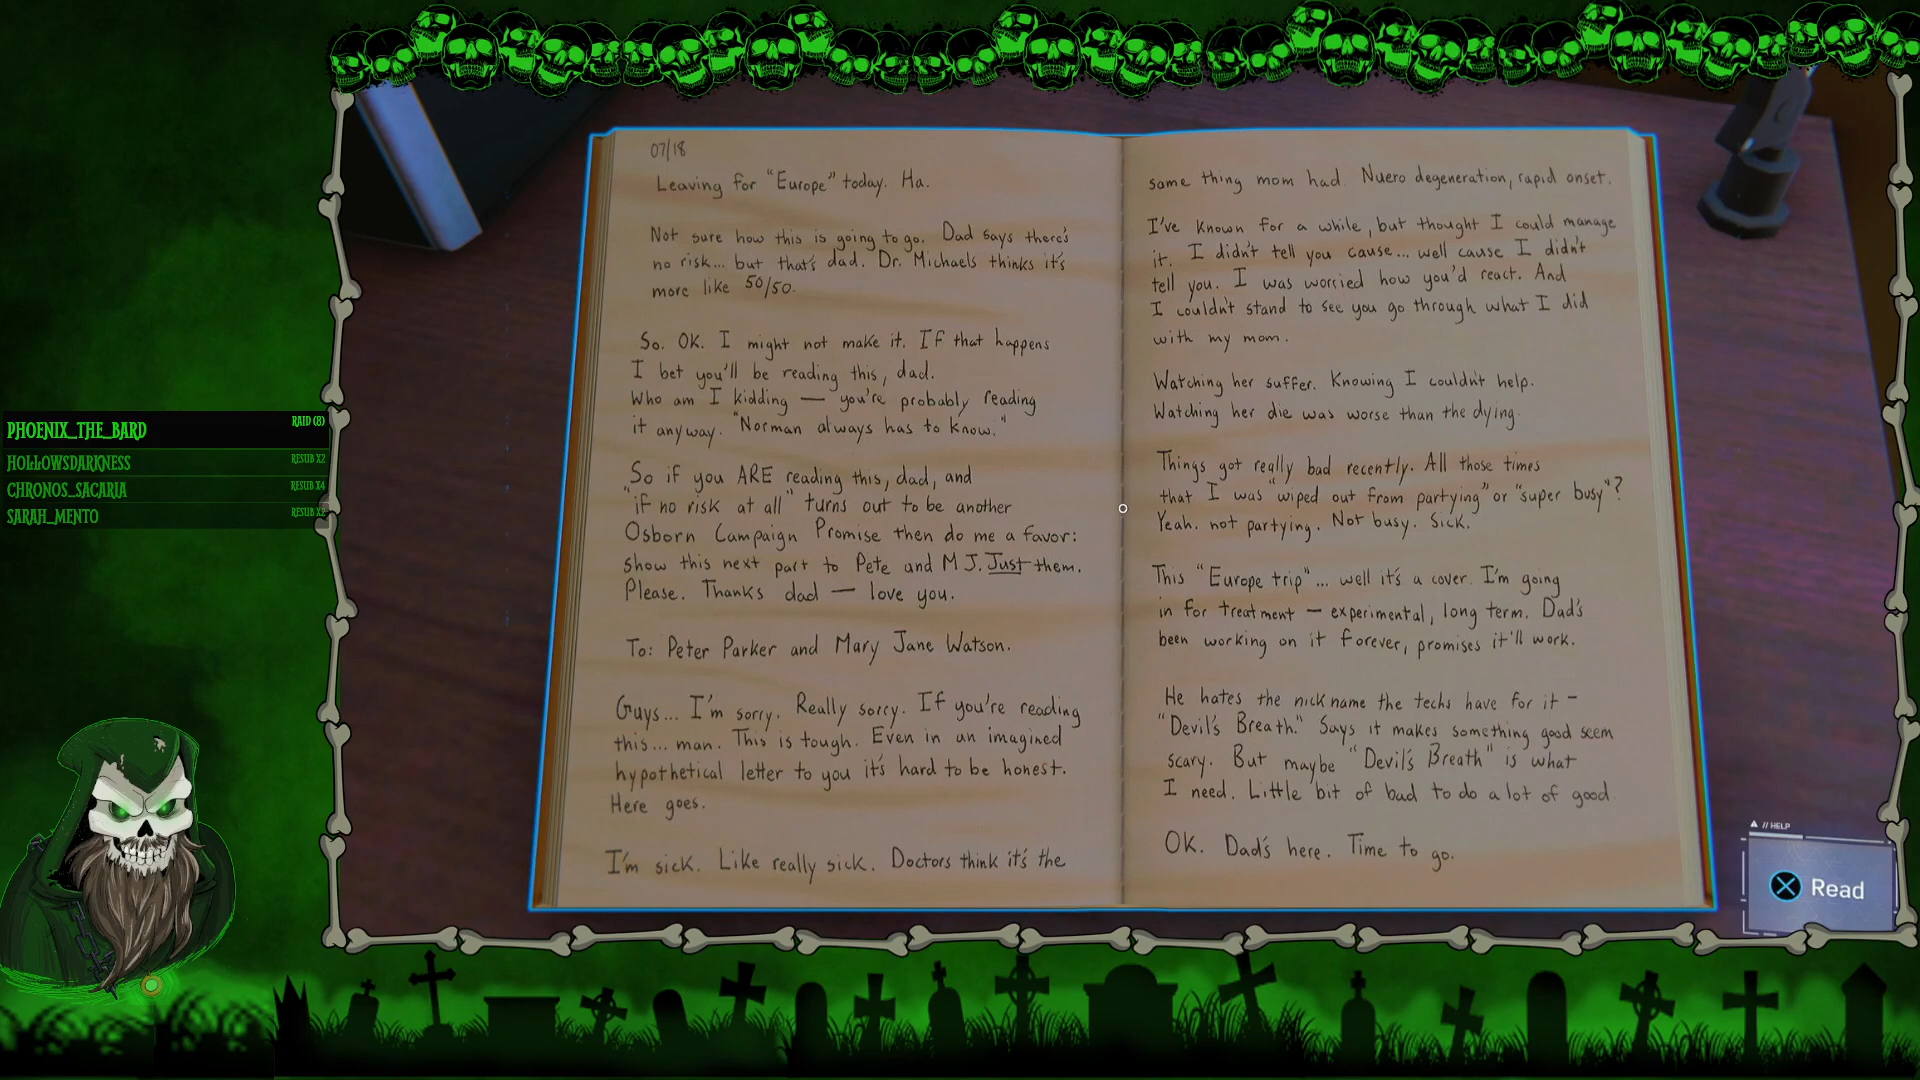 PHOENIX_THE_BARD RAID (8)
HOLLOWSDARKNESS RESUB X2
CHRONOS_SACARIA RESUB X4
SARAH_MENTO RESUB X2
07/18
Leaving for "Europe" today. Ha.
Not sure how this is going to go. Dad says there's
no risk... but that's dad. Dr. Michaels thinks it's
more like 50/50.
So. OK. I might not make it. If that happens
I bet you'll be reading this, dad.
Who am I kidding — you're probably reading
it anyway. "Norman always has to know."
So if you ARE reading this, dad, and
"if no risk at all" turns out to be another
Osborn Campaign Promise then do me a favor:
show this next part to Pete and MJ. Just them.
Please. Thanks dad — love you.
To: Peter Parker and Mary Jane Watson.
Guys... I'm sorry. Really sorry. If you're reading
this... man. This is tough. Even in an imagined
hypothetical letter to you it's hard to be honest.
Here goes.
I'm sick. Like really sick. Doctors think it's the
same thing mom had. Nuero degeneration, rapid onset.
I've known for a while, but thought I could manage
it. I didn't tell you cause... well cause I didn't
tell you. I was worried how you'd react. And
I couldn't stand to see you go through what I did
with my mom.
Watching her suffer. Knowing I couldn't help.
Watching her die was worse than the dying.
Things got really bad recently. All those times
that I was "wiped out from partying" or "super busy"?
Yeah. not partying. Not busy. Sick.
This "Europe trip"... well it's a cover. I'm going
in for treatment — experimental, long term. Dad's
been working on it forever, promises it'll work.
He hates the nickname the techs have for it -
"Devil's Breath." Says it makes something good seem
scary. But maybe "Devil's Breath" is what
I need. Little bit of bad to do a lot of good.
OK. Dad's here. Time to go.
// HELP
Read